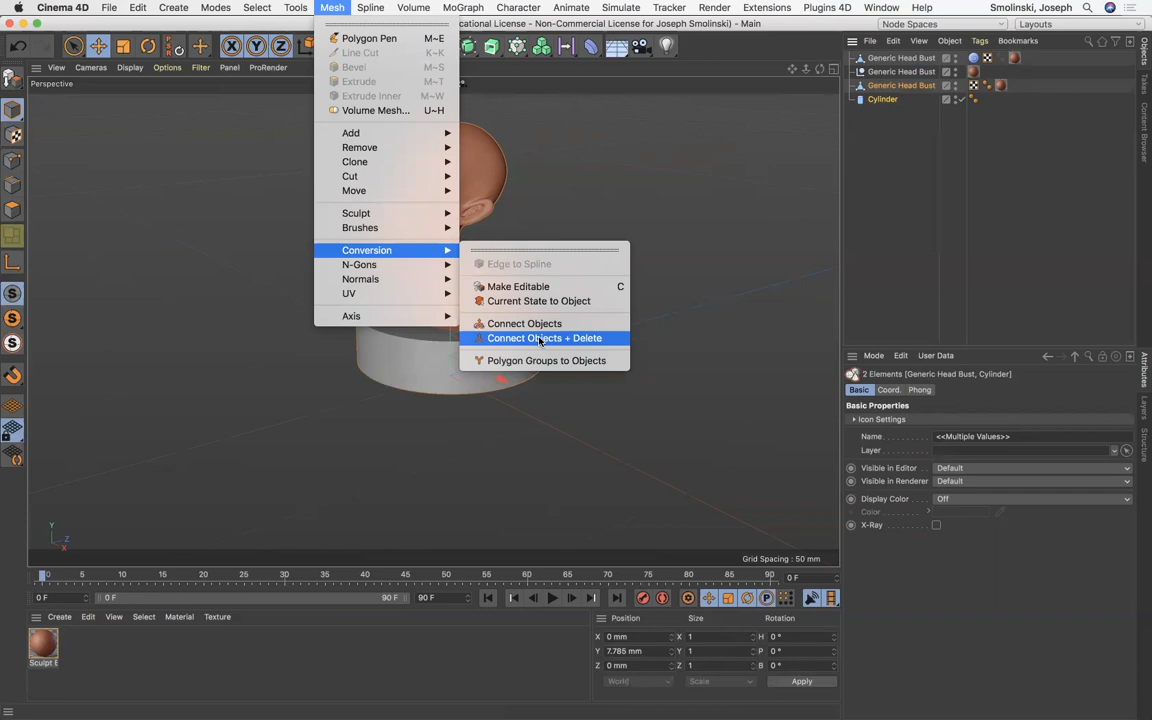 Cinema 4D File Edit Create Modes Select Tools Mesh Spline Volume MoGraph Character Animate Simulate Tracker Render Extensions Plugins 4D Window Help Smolinski, Joseph
cational License - Non-Commercial License for Joseph Smolinski) - Main
Node Spaces
Layouts
X Y Z
File Edit View Object Tags Bookmarks
Generic Head Bust
Generic Head Bust
Generic Head Bust
Cylinder
View Cameras Display Options Filter Panel ProRender
Perspective
Polygon Pen M~E
Line Cut K~K
Bevel M~S
Extrude M~T
Extrude Inner M~W
Volume Mesh... U~H
Add
Remove
Clone
Cut
Move
Sculpt
Brushes
Conversion
N-Gons
Normals
UV
Axis
Edge to Spline
Make Editable C
Current State to Object
Connect Objects
Connect Objects + Delete
Polygon Groups to Objects
S
S
S
Y
Z
X
Grid Spacing : 50 mm
Objects
Takes
Content Browser
Attributes
Layers
Structure
Mode Edit User Data
2 Elements [Generic Head Bust, Cylinder]
Basic Coord. Phong
Basic Properties
Icon Settings
Name <<Multiple Values>>
Layer
Visible in Editor Default
Visible in Renderer Default
Display Color Off
Color
X-Ray
0 5 10 15 20 25 30 35 40 45 50 55 60 65 70 75 80 85 90 0 F
0 F 0 F 90 F 90 F
P
Create Edit View Select Material Texture
Sculpt B
Position Size Rotation
X 0 mm X 1 H 0 °
Y 7.785 mm Y 1 P 0 °
Z 0 mm Z 1 B 0 °
World Scale Apply